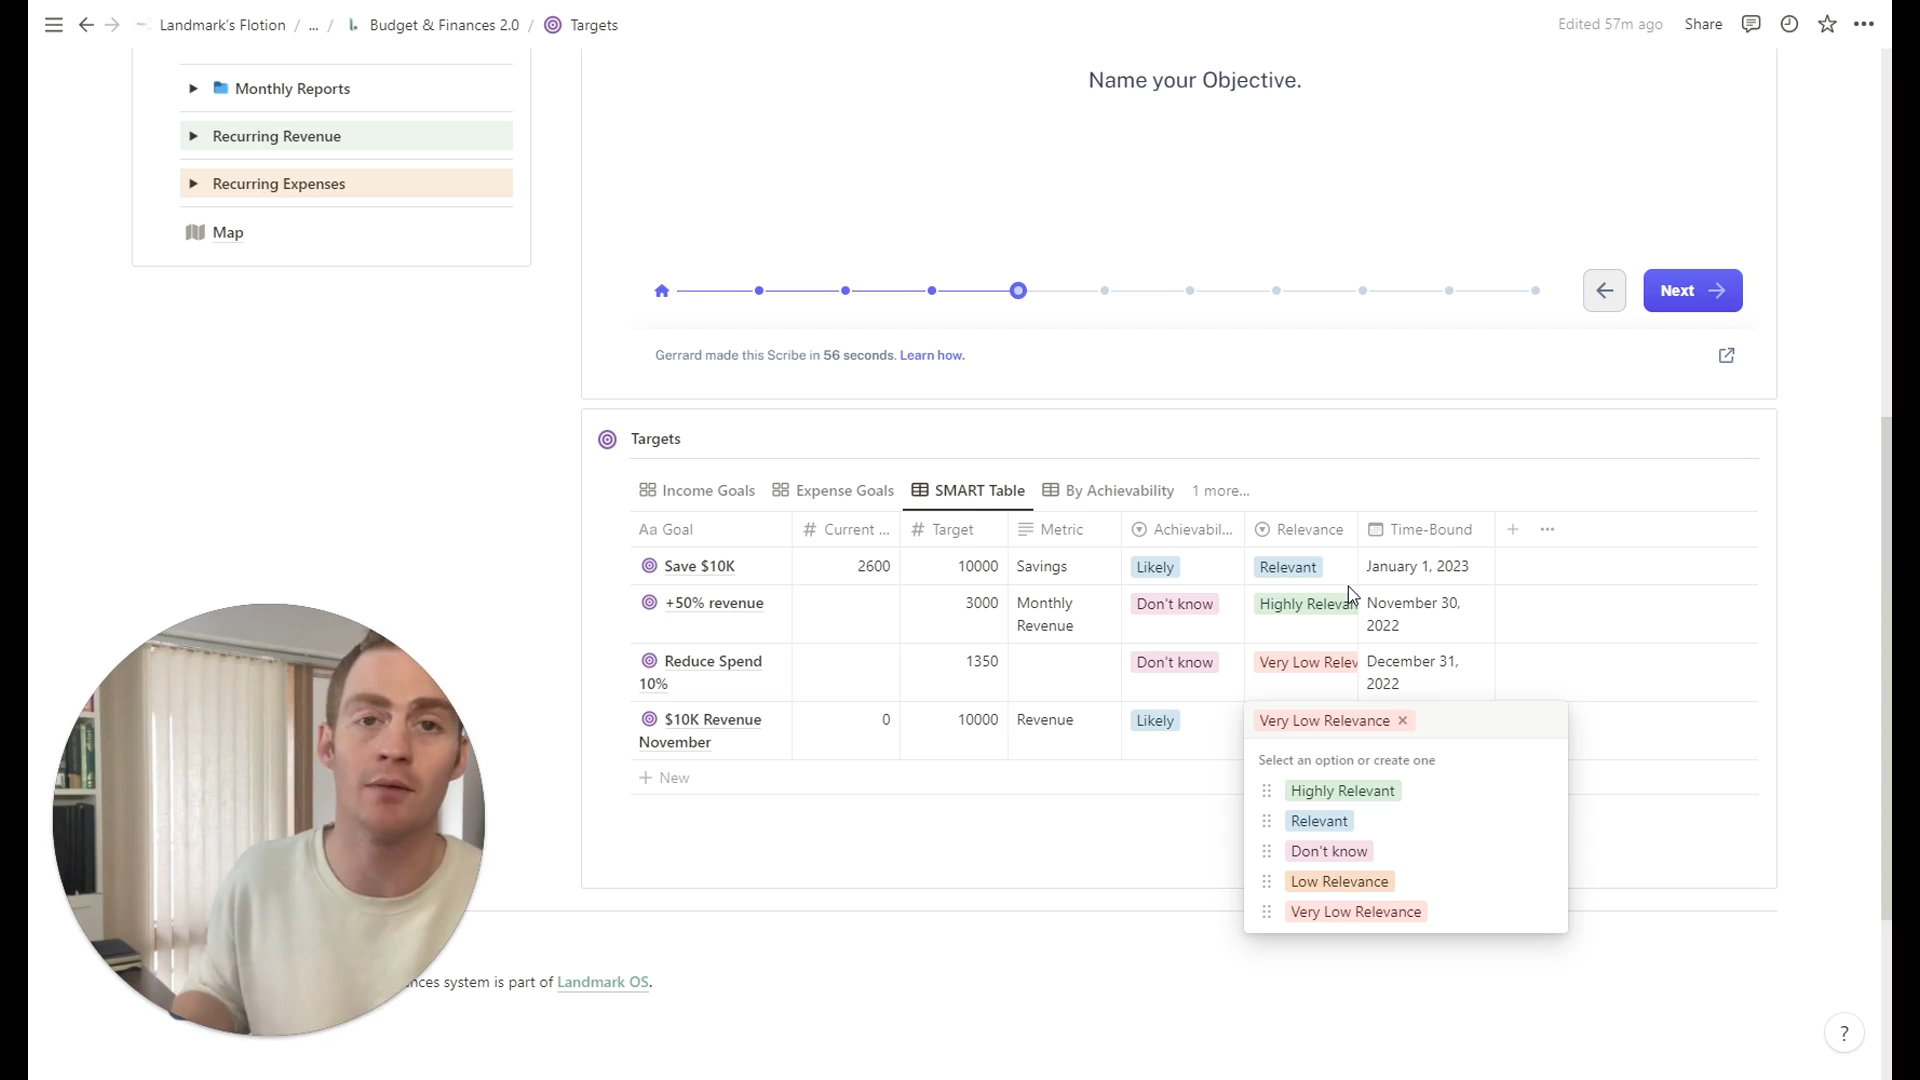 Landmark's Flotion / ... / Budget & Finances 2.0 / Targets
Edited 57m ago Share
Monthly Reports
Recurring Revenue
Recurring Expenses
Map
Name your Objective.
Next
Gerrard made this Scribe in 56 seconds. Learn how.
Targets
Income Goals Expense Goals SMART Table By Achievability 1 more...
Aa Goal # Current ... # Target Metric Achievabil... Relevance Time-Bound
Save $10K 2600 10000 Savings Likely Relevant January 1, 2023
+50% revenue 3000 Monthly Revenue Don't know Highly Relevan November 30, 2022
Reduce Spend 10% 1350 Don't know Very Low Relev December 31, 2022
$10K Revenue November 0 10000 Revenue Likely Very Low Relevance ×
+ New
Select an option or create one
Highly Relevant
Relevant
Don't know
Low Relevance
Very Low Relevance
nces system is part of Landmark OS.
?